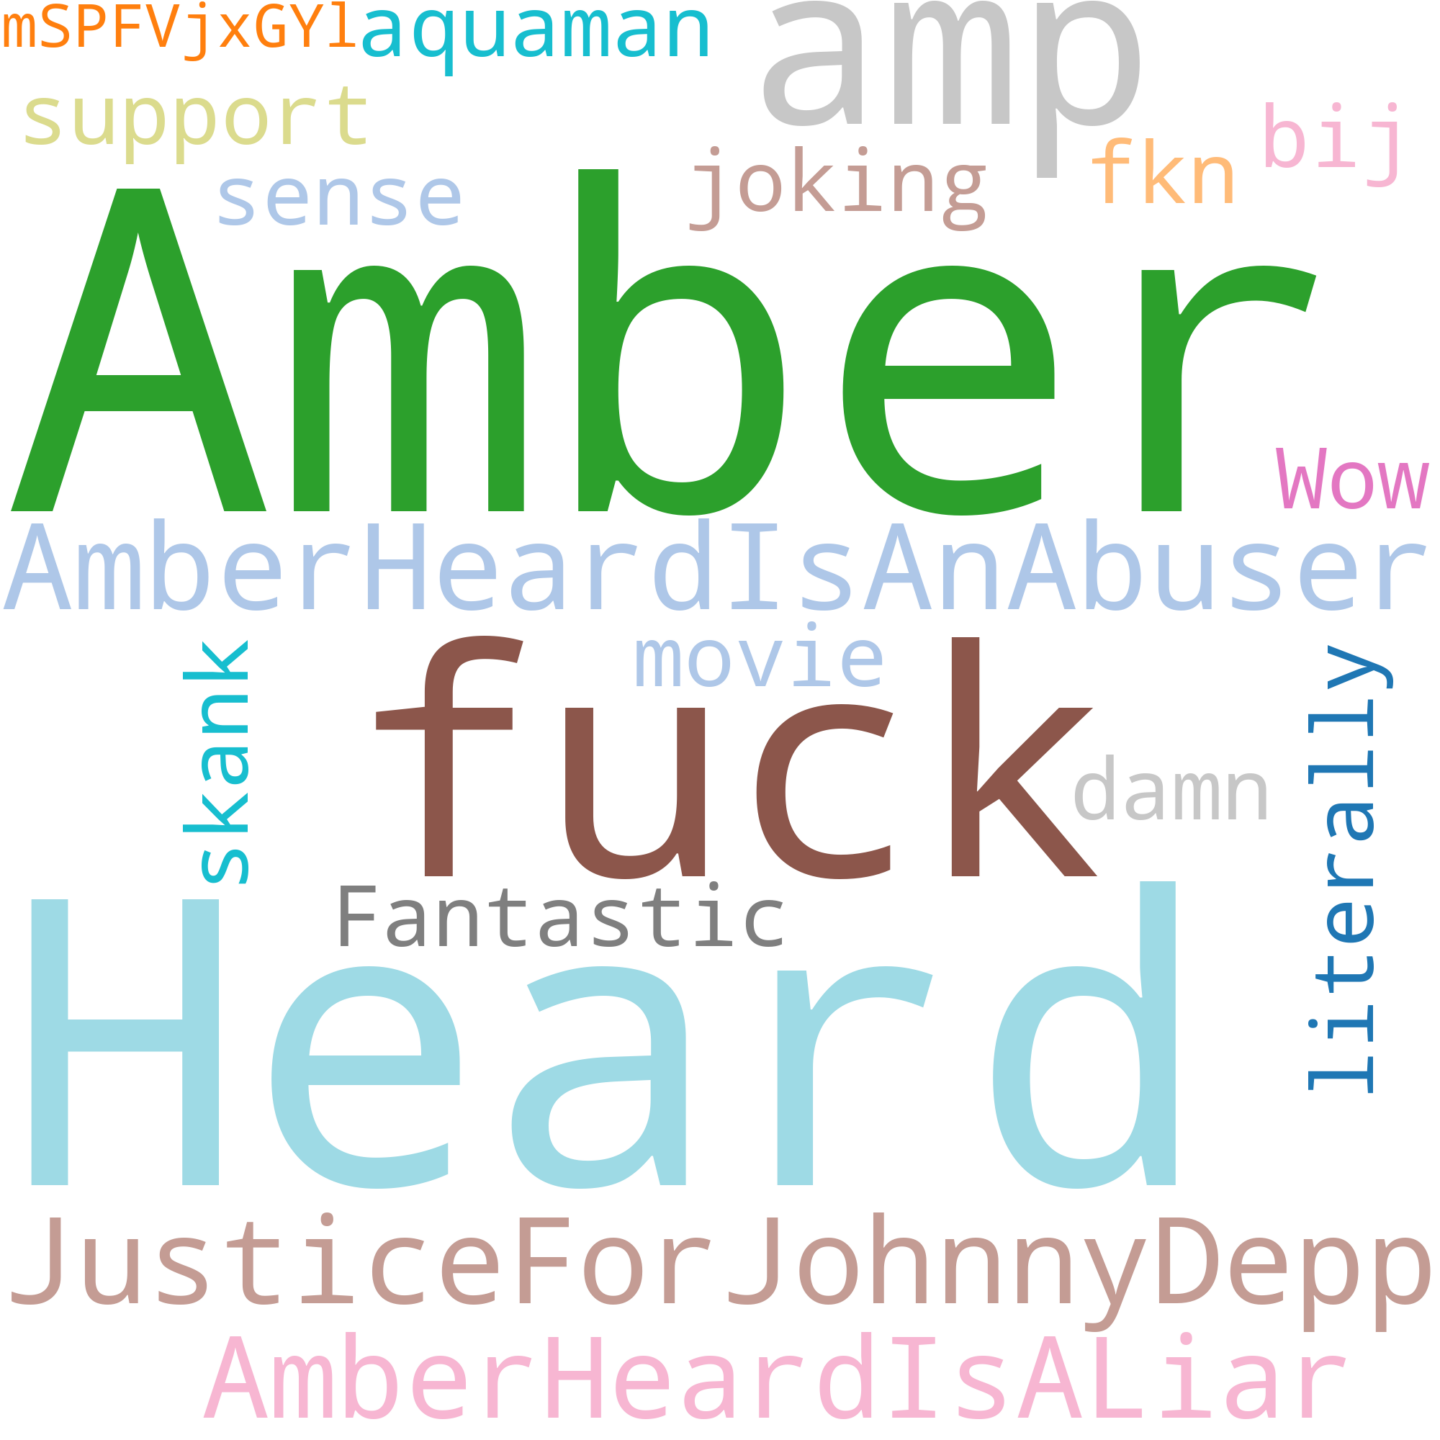 mSPFVjxGYl aquaman amp
support bij
sense joking fkn
Amber
Wow
AmberHeardIsAnAbuser
movie
skank fuck literally
damn
Fantastic
Heard
JusticeForJohnnyDepp
AmberHeardIsALiar